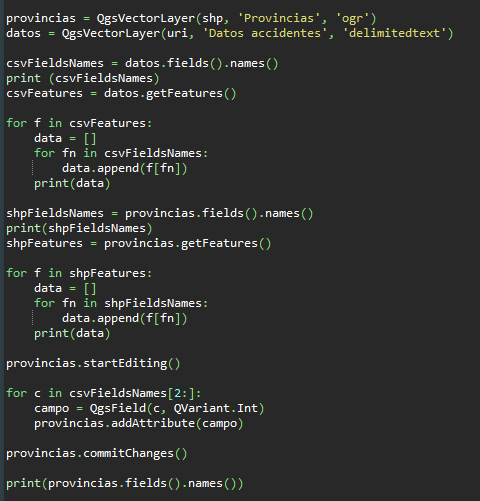 provincias = QgsVectorLayer(shp, 'Provincias', 'ogr')
datos = QgsVectorLayer(uri, 'Datos accidentes', 'delimitedtext')

csvFieldsNames = datos.fields().names()
print (csvFieldsNames)
csvFeatures = datos.getFeatures()

for f in csvFeatures:
    data = []
    for fn in csvFieldsNames:
        data.append(f[fn])
    print(data)

shpFieldsNames = provincias.fields().names()
print(shpFieldsNames)
shpFeatures = provincias.getFeatures()

for f in shpFeatures:
    data = []
    for fn in shpFieldsNames:
        data.append(f[fn])
    print(data)

provincias.startEditing()

for c in csvFieldsNames[2:]:
    campo = QgsField(c, QVariant.Int)
    provincias.addAttribute(campo)

provincias.commitChanges()

print(provincias.fields().names())